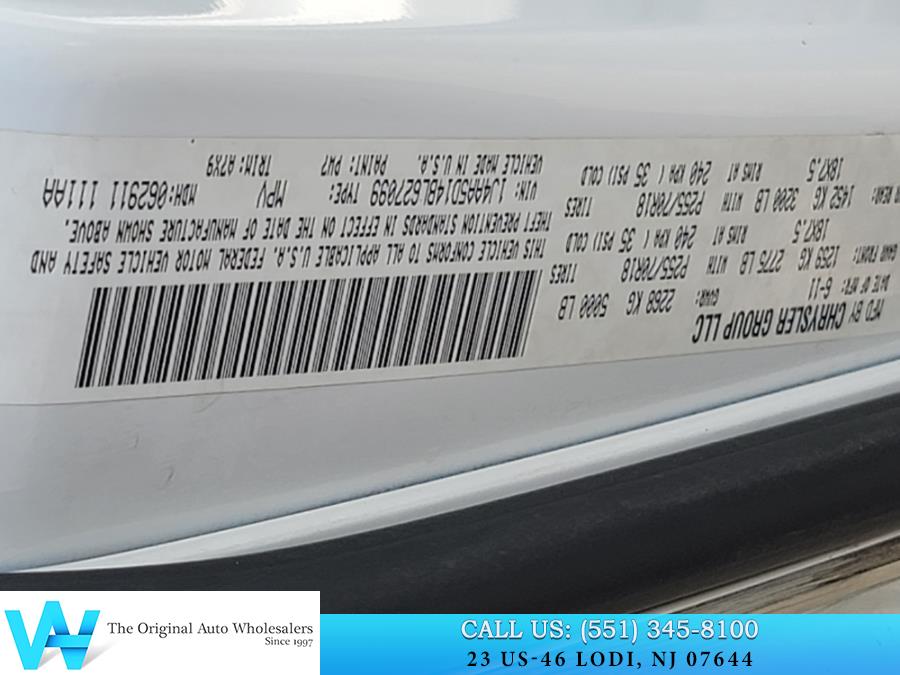 MFD BY CHRYSLER GROUP LLC
DATE OF MFR: 6-11 GVWR: 2268 KG 5000 LB
GAWR FRONT: 1259 KG 2775 LB WITH P255/70R18 TIRES
18X7.5 RIMS AT 240 KPA ( 35 PSI) COLD
REAR: 1452 KG 3200 LB WITH P255/70R18 TIRES
18X7.5 RIMS AT 240 KPA ( 35 PSI) COLD
THIS VEHICLE CONFORMS TO ALL APPLICABLE U.S.A. FEDERAL MOTOR VEHICLE SAFETY AND
THEFT PREVENTION STANDARDS IN EFFECT ON THE DATE OF MANUFACTURE SHOWN ABOVE.
VIN: 1J4AA5D14BL627099 TYPE: MPV MDH:062911 111AA
VEHICLE MADE IN U.S.A. PAINT: PW7 TRIM: A7X9
The Original Auto Wholesalers
Since 1997
CALL US: (551) 345-8100
23 US-46 LODI, NJ 07644